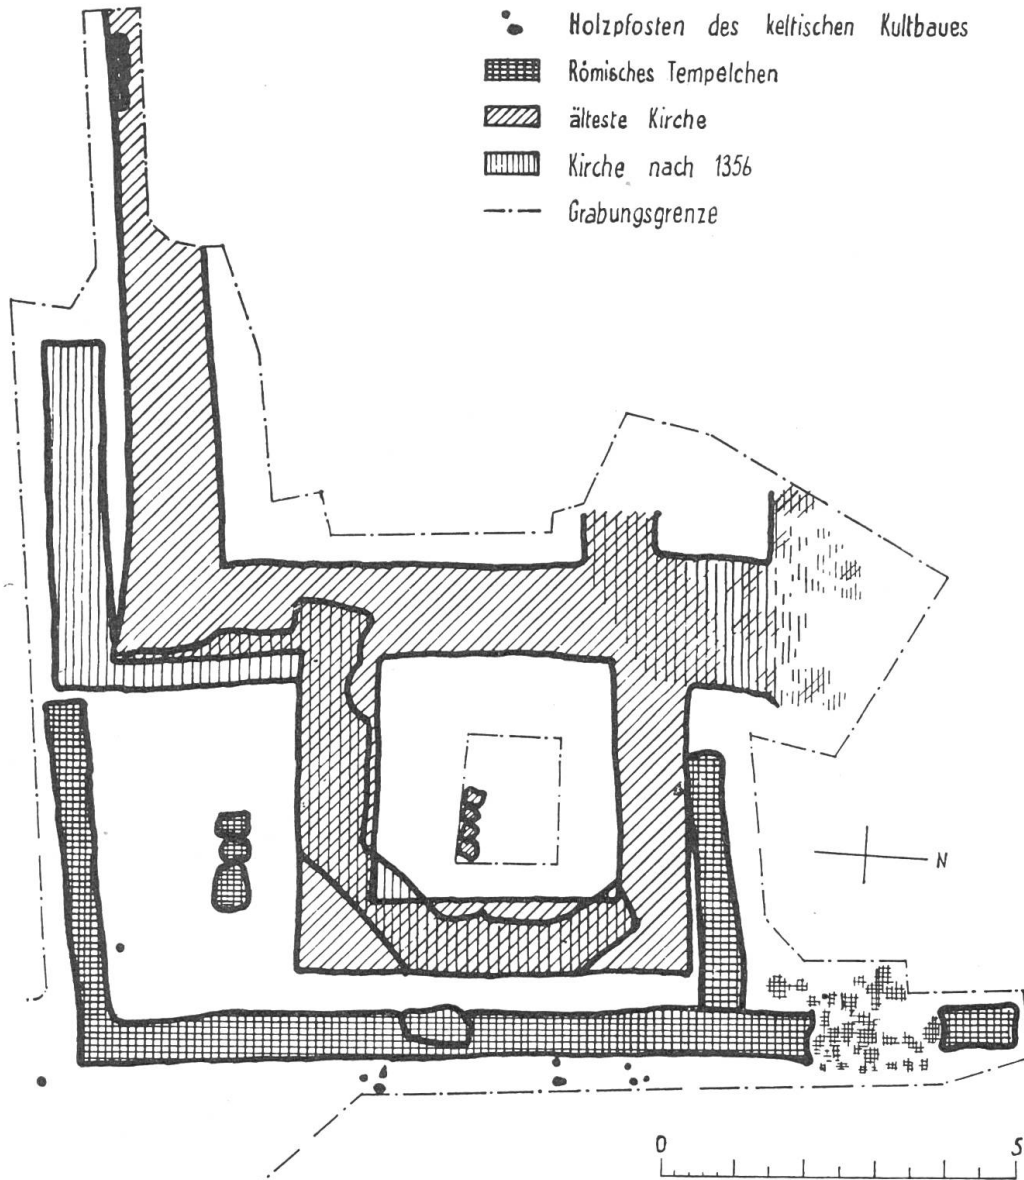 Holzpfosten des keltischen Kultbaues
Römisches Tempelchen
älteste Kirche
Kirche nach 1356
Grabungsgrenze
N
0 5